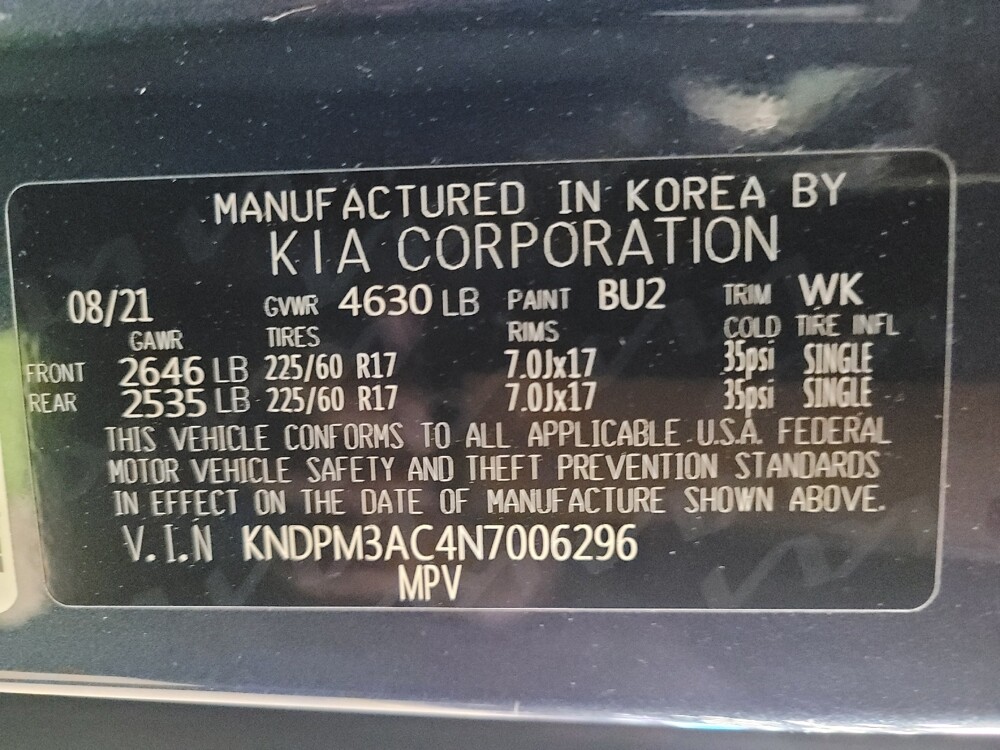 MANUFACTURED IN KOREA BY
KIA CORPORATION
08/21 GVWR 4630 LB PAINT BU2 TRIM WK
GAWR TIRES RIMS COLD TIRE INFL
FRONT 2646 LB 225/60 R17 7.0Jx17 35psi SINGLE
REAR 2535 LB 225/60 R17 7.0Jx17 35psi SINGLE
THIS VEHICLE CONFORMS TO ALL APPLICABLE U.S.A. FEDERAL
MOTOR VEHICLE SAFETY AND THEFT PREVENTION STANDARDS
IN EFFECT ON THE DATE OF MANUFACTURE SHOWN ABOVE.
V.I.N KNDPM3AC4N7006296
MPV